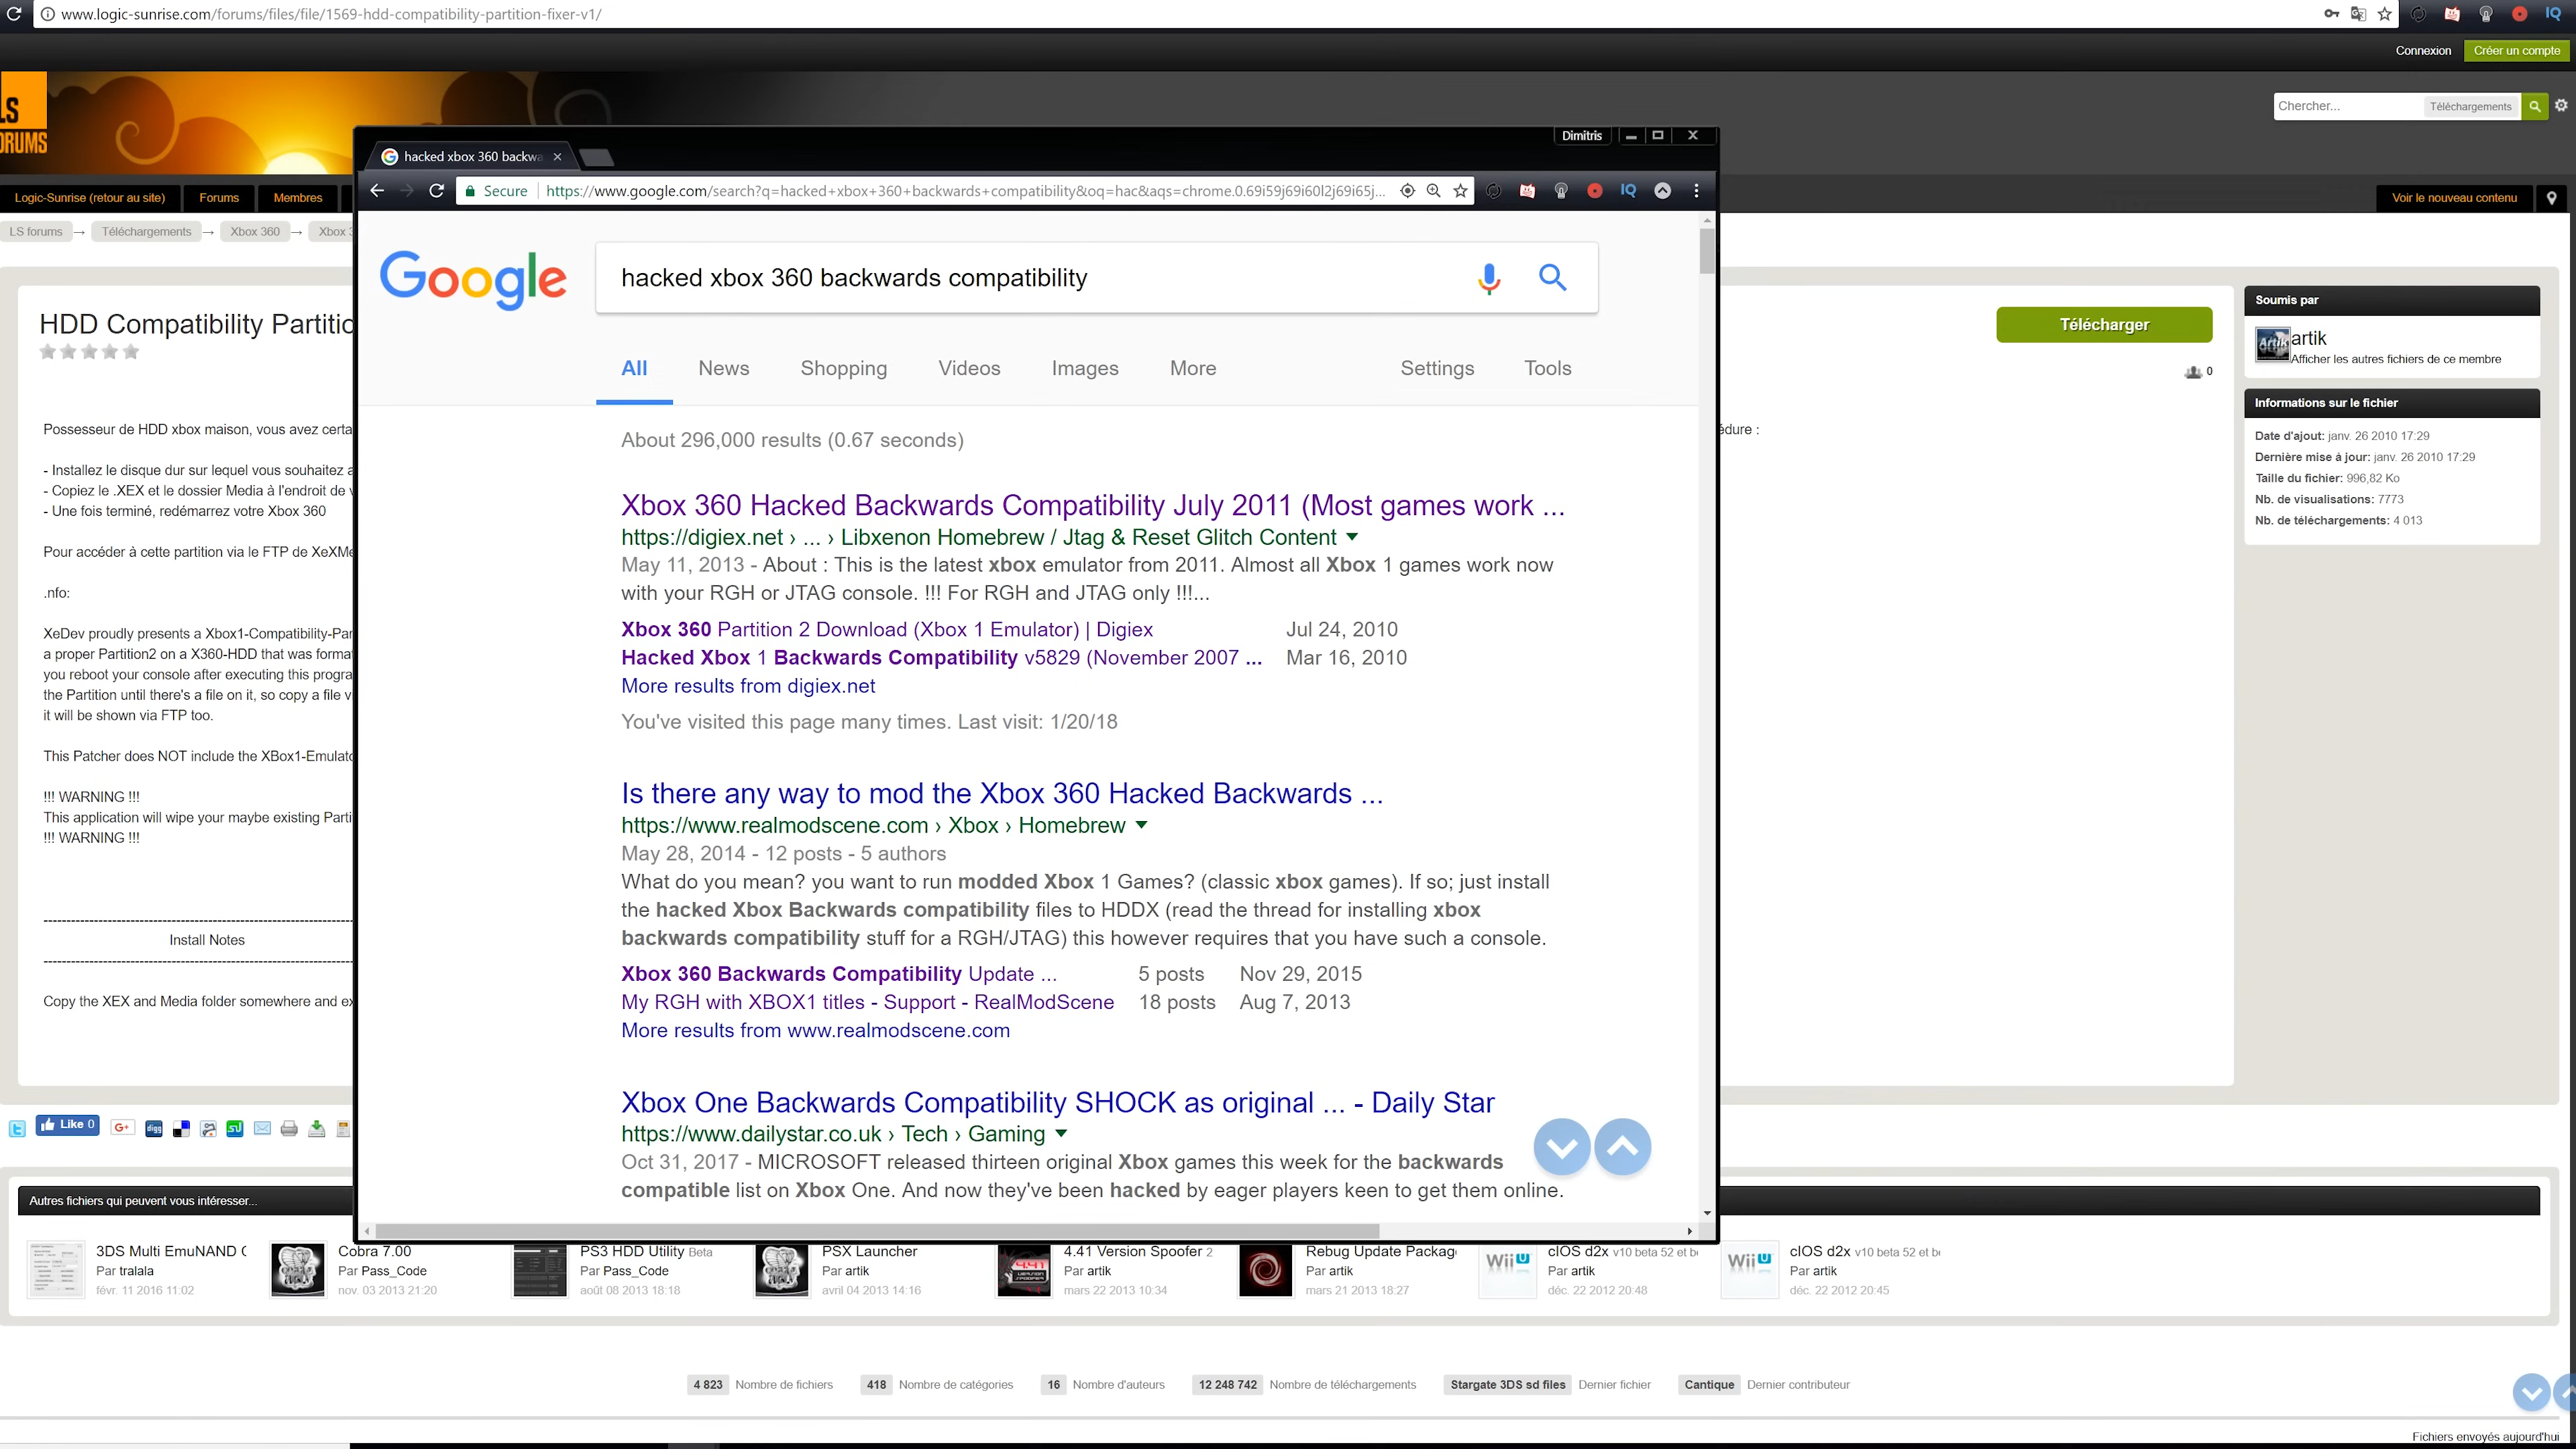 www.logic-sunrise.com/forums/files/file/1569-hdd-compatibility-partition-fixer-v1/
IQ
Connexion
Créer un compte
LS
FORUMS
Chercher...
Téléchargements
Logic-Sunrise (retour au site)
Forums
Membres
Voir le nouveau contenu
LS forums → Téléchargements → Xbox 360 → Xbox 3
HDD Compatibility Partitio
Télécharger
0
Possesseur de HDD xbox maison, vous avez certa
édure :
- Installez le disque dur sur lequel vous souhaitez a
- Copiez le .XEX et le dossier Media à l'endroit de v
- Une fois terminé, redémarrez votre Xbox 360
Pour accéder à cette partition via le FTP de XeXMe
.nfo:
XeDev proudly presents a Xbox1-Compatibility-Par
a proper Partition2 on a X360-HDD that was forma
you reboot your console after executing this progra
the Partition until there's a file on it, so copy a file v
it will be shown via FTP too.
This Patcher does NOT include the XBox1-Emulato
!!! WARNING !!!
This application will wipe your maybe existing Parti
!!! WARNING !!!
Install Notes
Copy the XEX and Media folder somewhere and ex
Soumis par
Artik
artik
Afficher les autres fichiers de ce membre
Informations sur le fichier
Date d'ajout: janv. 26 2010 17:29
Dernière mise à jour: janv. 26 2010 17:29
Taille du fichier: 996,82 Ko
Nb. de visualisations: 7773
Nb. de téléchargements: 4 013
Dimitris
hacked xbox 360 backwa
Secure
https://www.google.com/search?q=hacked+xbox+360+backwards+compatibility&oq=hac&aqs=chrome.0.69i59j69i60l2j69i65j...
IQ
Google
hacked xbox 360 backwards compatibility
All News Shopping Videos Images More Settings Tools
About 296,000 results (0.67 seconds)
Xbox 360 Hacked Backwards Compatibility July 2011 (Most games work ...
https://digiex.net › ... › Libxenon Homebrew / Jtag & Reset Glitch Content
May 11, 2013 - About : This is the latest xbox emulator from 2011. Almost all Xbox 1 games work now
with your RGH or JTAG console. !!! For RGH and JTAG only !!!...
Xbox 360 Partition 2 Download (Xbox 1 Emulator) | Digiex Jul 24, 2010
Hacked Xbox 1 Backwards Compatibility v5829 (November 2007 ... Mar 16, 2010
More results from digiex.net
You've visited this page many times. Last visit: 1/20/18
Is there any way to mod the Xbox 360 Hacked Backwards ...
https://www.realmodscene.com › Xbox › Homebrew
May 28, 2014 - 12 posts - 5 authors
What do you mean? you want to run modded Xbox 1 Games? (classic xbox games). If so; just install
the hacked Xbox Backwards compatibility files to HDDX (read the thread for installing xbox
backwards compatibility stuff for a RGH/JTAG) this however requires that you have such a console.
Xbox 360 Backwards Compatibility Update ... 5 posts Nov 29, 2015
My RGH with XBOX1 titles - Support - RealModScene 18 posts Aug 7, 2013
More results from www.realmodscene.com
Xbox One Backwards Compatibility SHOCK as original ... - Daily Star
https://www.dailystar.co.uk › Tech › Gaming
Oct 31, 2017 - MICROSOFT released thirteen original Xbox games this week for the backwards
compatible list on Xbox One. And now they've been hacked by eager players keen to get them online.
Like 0
G+
digg
Autres fichiers qui peuvent vous intéresser...
3DS Multi EmuNAND C
Par tralala
févr. 11 2016 11:02
Cobra 7.00
Par Pass_Code
nov. 03 2013 21:20
PS3 HDD Utility Beta
Par Pass_Code
août 08 2013 18:18
PSX Launcher
Par artik
avril 04 2013 14:16
4.41
4.41 Version Spoofer 2
Par artik
mars 22 2013 10:34
Rebug Update Packag
Par artik
mars 21 2013 18:27
Wii U
cIOS d2x v10 beta 52 et b
Par artik
déc. 22 2012 20:48
Wii U
cIOS d2x v10 beta 52 et b
Par artik
déc. 22 2012 20:45
4 823 Nombre de fichiers
418 Nombre de catégories
16 Nombre d'auteurs
12 248 742 Nombre de téléchargements
Stargate 3DS sd files Dernier fichier
Cantique Dernier contributeur
Fichiers envoyés aujourd'hui